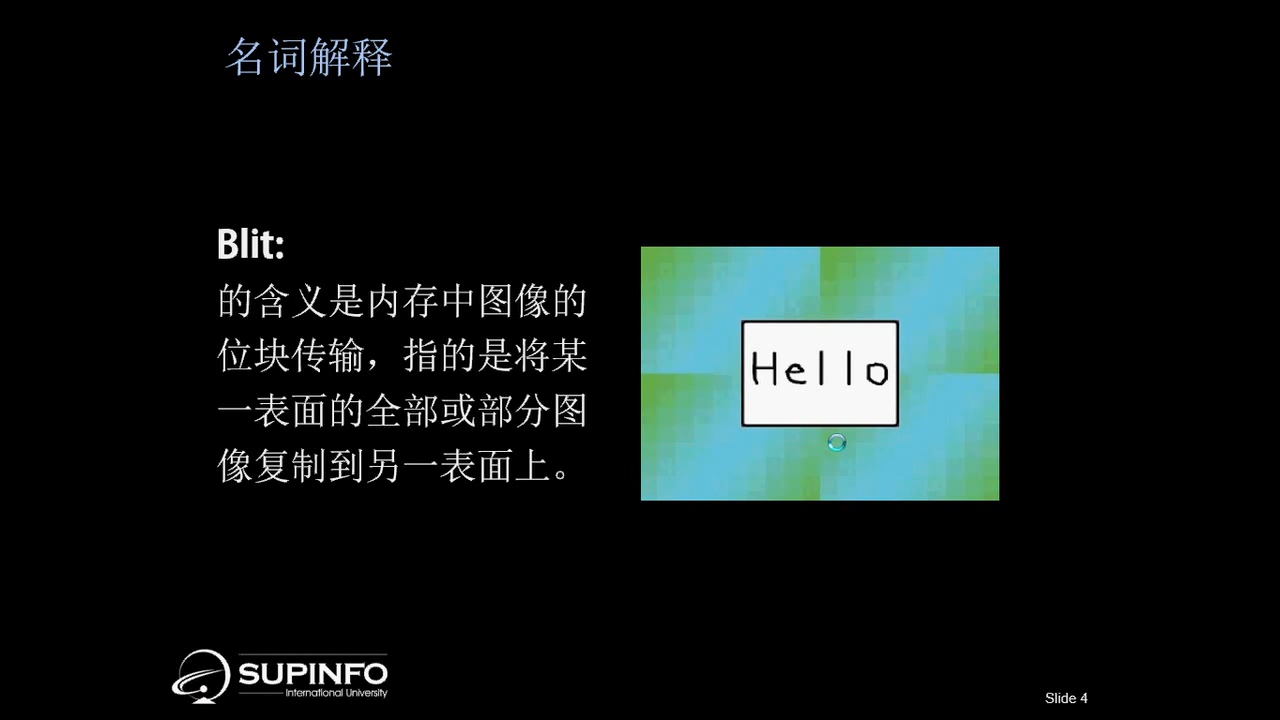 名词解释
Blit:
的含义是内存中图像的
位块传输，指的是将某
一表面的全部或部分图
像复制到另一表面上。
Hello
SUPINFO
International University
Slide 4